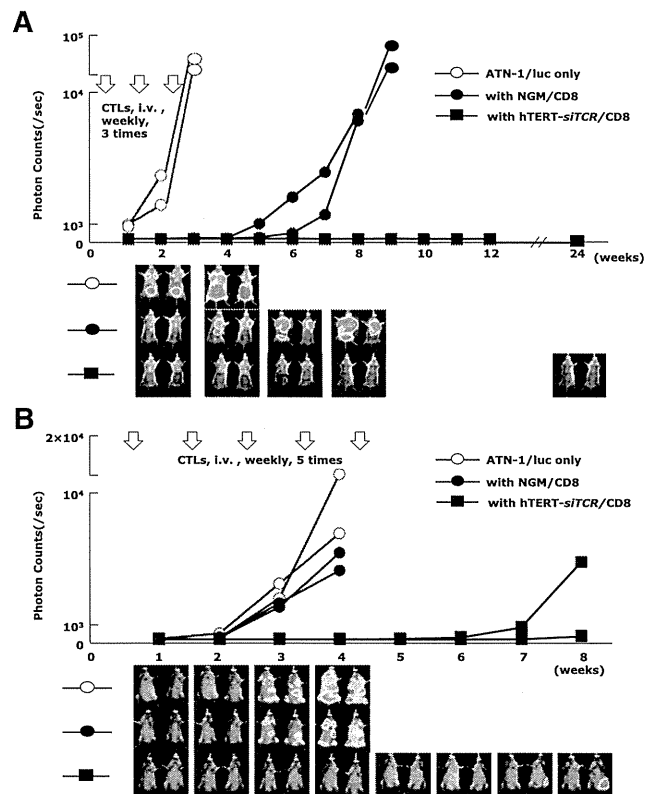 A
10⁵
CTLs, i.v. ,
weekly,
3 times
ATN-1/luc only
with NGM/CD8
with hTERT-siTCR/CD8
10⁴
Photon Counts(/sec)
10³
0
0 2 4 6 8 10 12 24 (weeks)
B
2×10⁴
CTLs, i.v. , weekly, 5 times
ATN-1/luc only
with NGM/CD8
with hTERT-siTCR/CD8
10⁴
Photon Counts(/sec)
10³
0
0 1 2 3 4 5 6 7 8
(weeks)